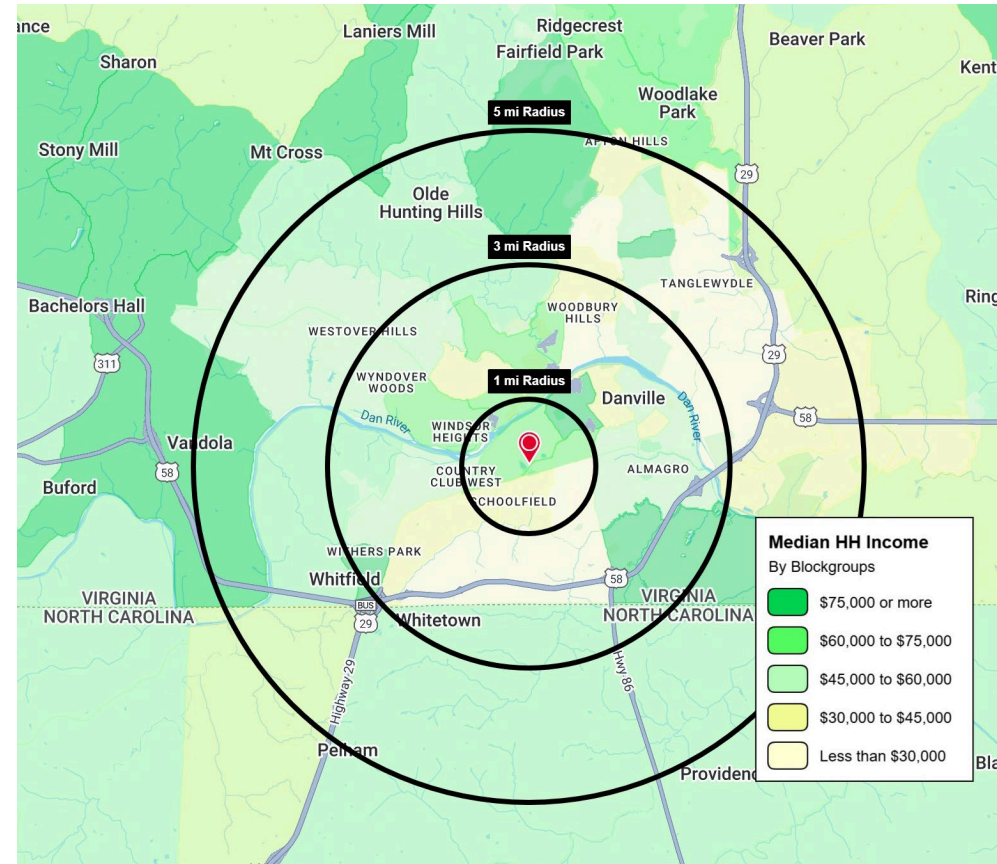 ance
Laniers Mill
Ridgecrest
Fairfield Park
Beaver Park
Sharon
Kent
Woodlake
Park
5 mi Radius
AFTON HILLS
Stony Mill
Mt Cross
29
Olde
Hunting Hills
3 mi Radius
TANGLEWYDLE
Bachelors Hall
WOODBURY
HILLS
Ring
WESTOVER HILLS
29
311
WYNDOVER
WOODS
1 mi Radius
Danville
Dan River
Dan River
58
WINDSOR
HEIGHTS
Vandola
58
COUNTRY
CLUB WEST
ALMAGRO
Buford
SCHOOLFIELD
WITHERS PARK
Whitfield
58
VIRGINIA
NORTH CAROLINA
BUS
29
Whitetown
VIRGINIA
NORTH CAROLINA
Highway 29
Hwy 86
Pelham
Providenc
Bla
Median HH Income
By Blockgroups
$75,000 or more
$60,000 to $75,000
$45,000 to $60,000
$30,000 to $45,000
Less than $30,000